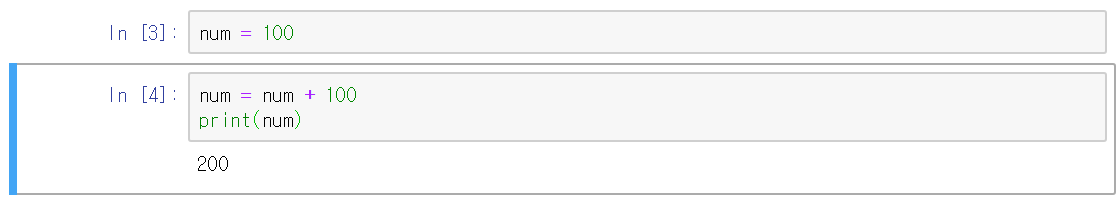 In [3]: num = 100
In [4]: num = num + 100
print(num)
200